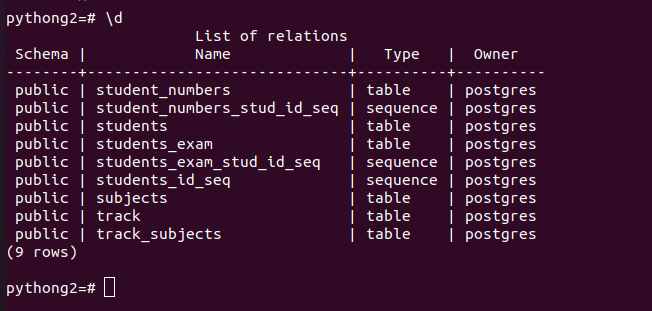 pythong2=# \d
                       List of relations
 Schema |            Name             |   Type   |  Owner
--------+-----------------------------+----------+----------
 public | student_numbers             | table    | postgres
 public | student_numbers_stud_id_seq | sequence | postgres
 public | students                    | table    | postgres
 public | students_exam               | table    | postgres
 public | students_exam_stud_id_seq   | sequence | postgres
 public | students_id_seq             | sequence | postgres
 public | subjects                    | table    | postgres
 public | track                       | table    | postgres
 public | track_subjects              | table    | postgres
(9 rows)
pythong2=#